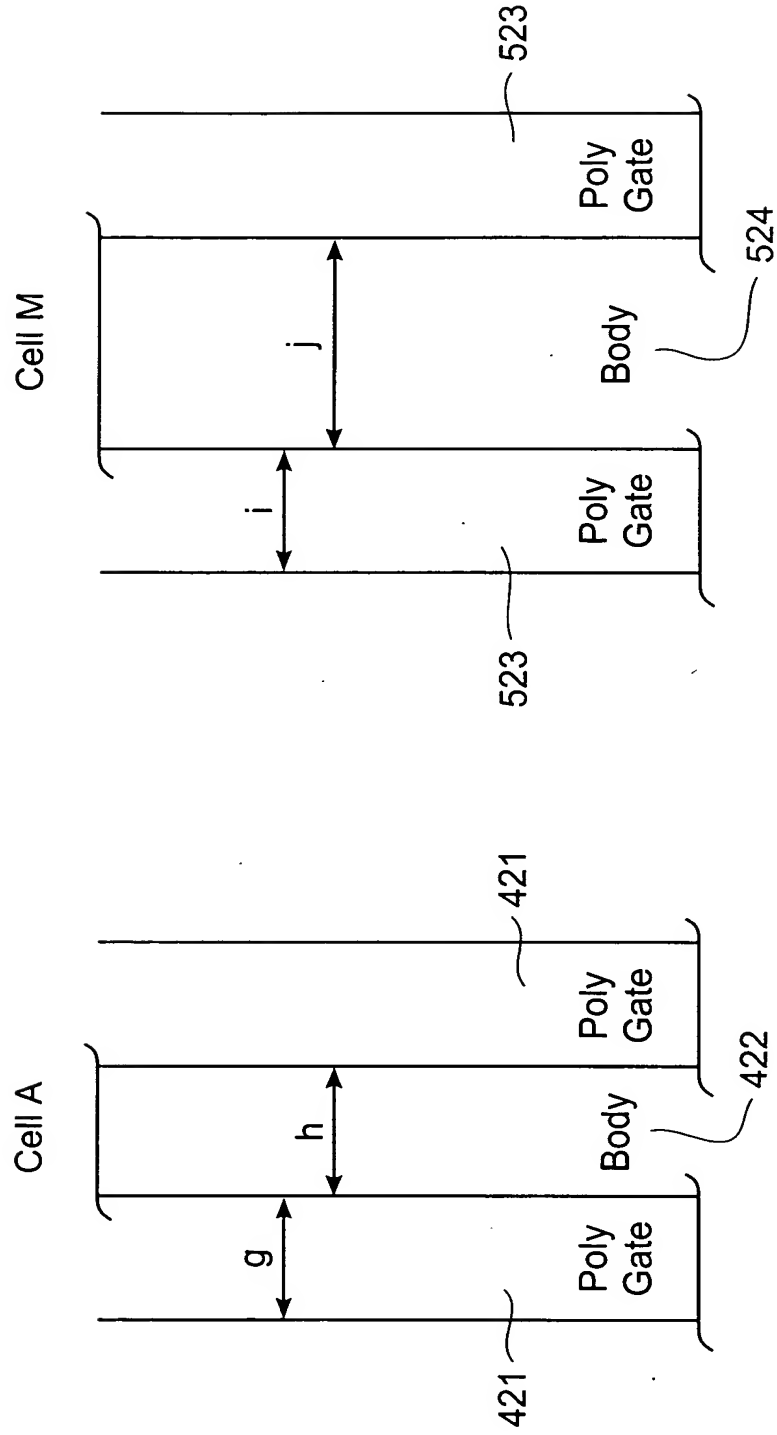 Cell A
g
h
Poly
Gate
Body
Poly
Gate
421
422
421
Cell M
i
j
Poly
Gate
Body
Poly
Gate
523
524
523